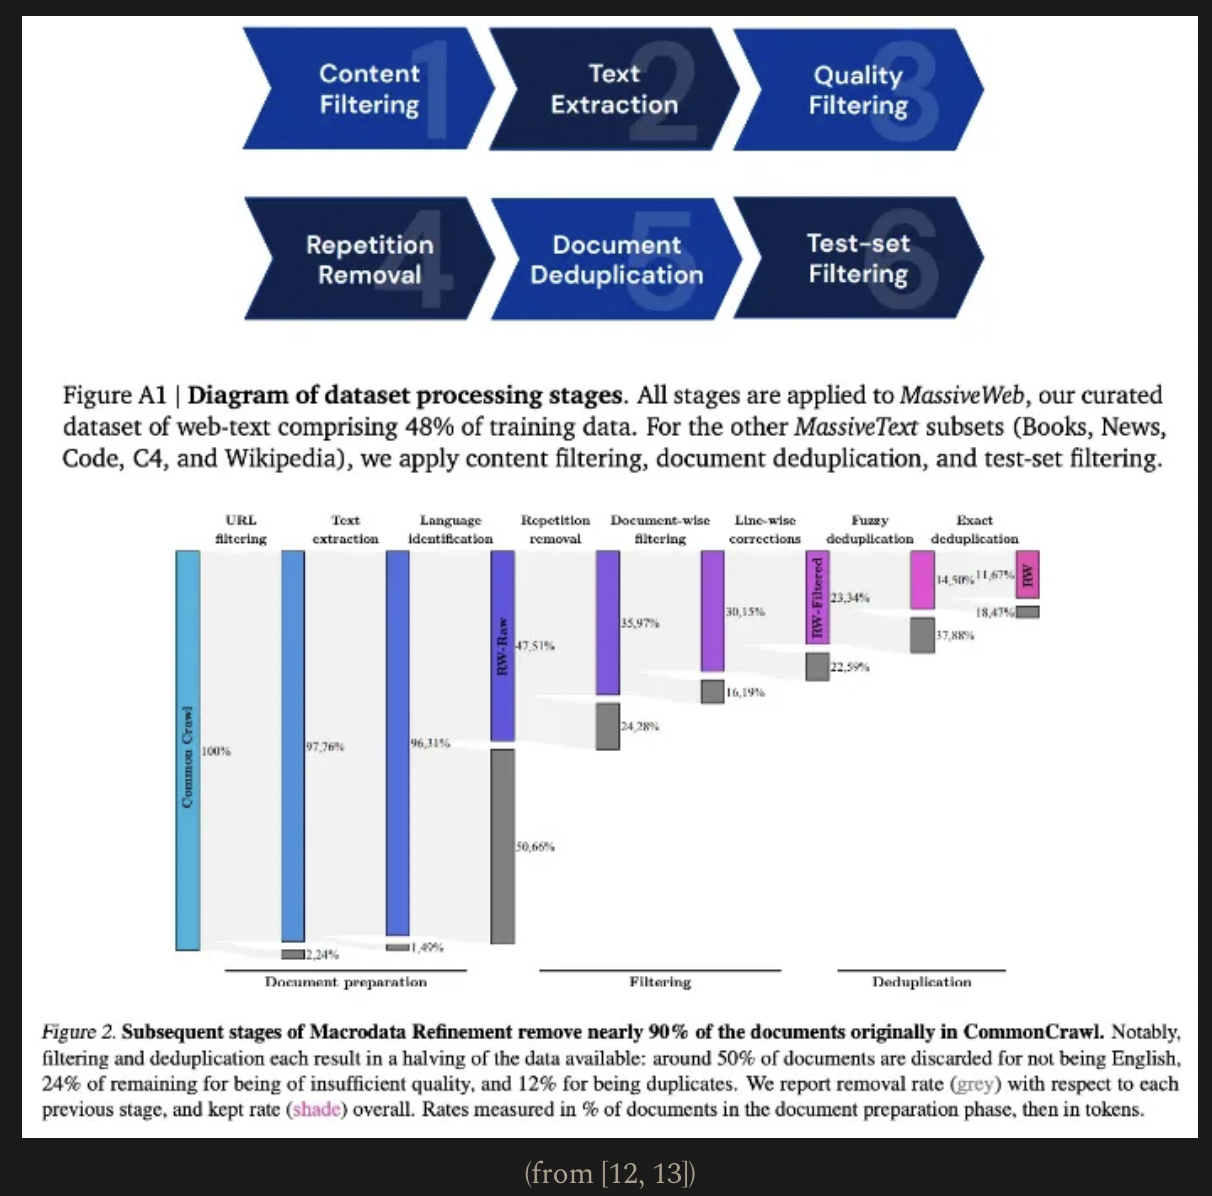 1
Content
Filtering
2
Text
Extraction
3
Quality
Filtering
4
Repetition
Removal
5
Document
Deduplication
6
Test-set
Filtering
Figure A1 | Diagram of dataset processing stages. All stages are applied to MassiveWeb, our curated
dataset of web-text comprising 48% of training data. For the other MassiveText subsets (Books, News,
Code, C4, and Wikipedia), we apply content filtering, document deduplication, and test-set filtering.
URL
filtering
Text
extraction
Language
identification
Repetition
removal
Document-wise
filtering
Line-wise
corrections
Fuzzy
deduplication
Exact
deduplication
Common Crawl
100%
97,76%
2,24%
96,31%
1,49%
RW-Raw
47,51%
50,66%
35,97%
24,28%
30,15%
16,19%
RW-Filtered
23,34%
22,59%
14,50%
37,88%
11,67%
RW
18,47%
Document preparation
Filtering
Deduplication
Figure 2. Subsequent stages of Macrodata Refinement remove nearly 90% of the documents originally in CommonCrawl. Notably,
filtering and deduplication each result in a halving of the data available: around 50% of documents are discarded for not being English,
24% of remaining for being of insufficient quality, and 12% for being duplicates. We report removal rate (grey) with respect to each
previous stage, and kept rate (shade) overall. Rates measured in % of documents in the document preparation phase, then in tokens.
(from [12, 13])